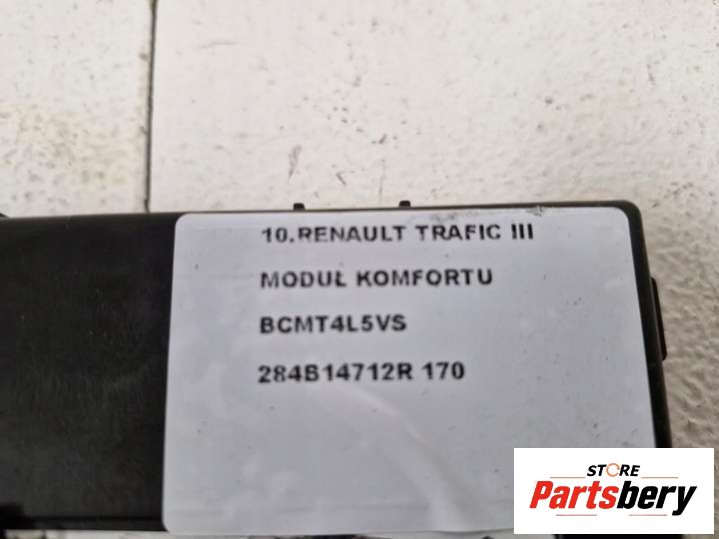 10.RENAULT TRAFIC III
MODUŁ KOMFORTU
BCMT4L5VS
284B14712R 170
STORE
Partsbery